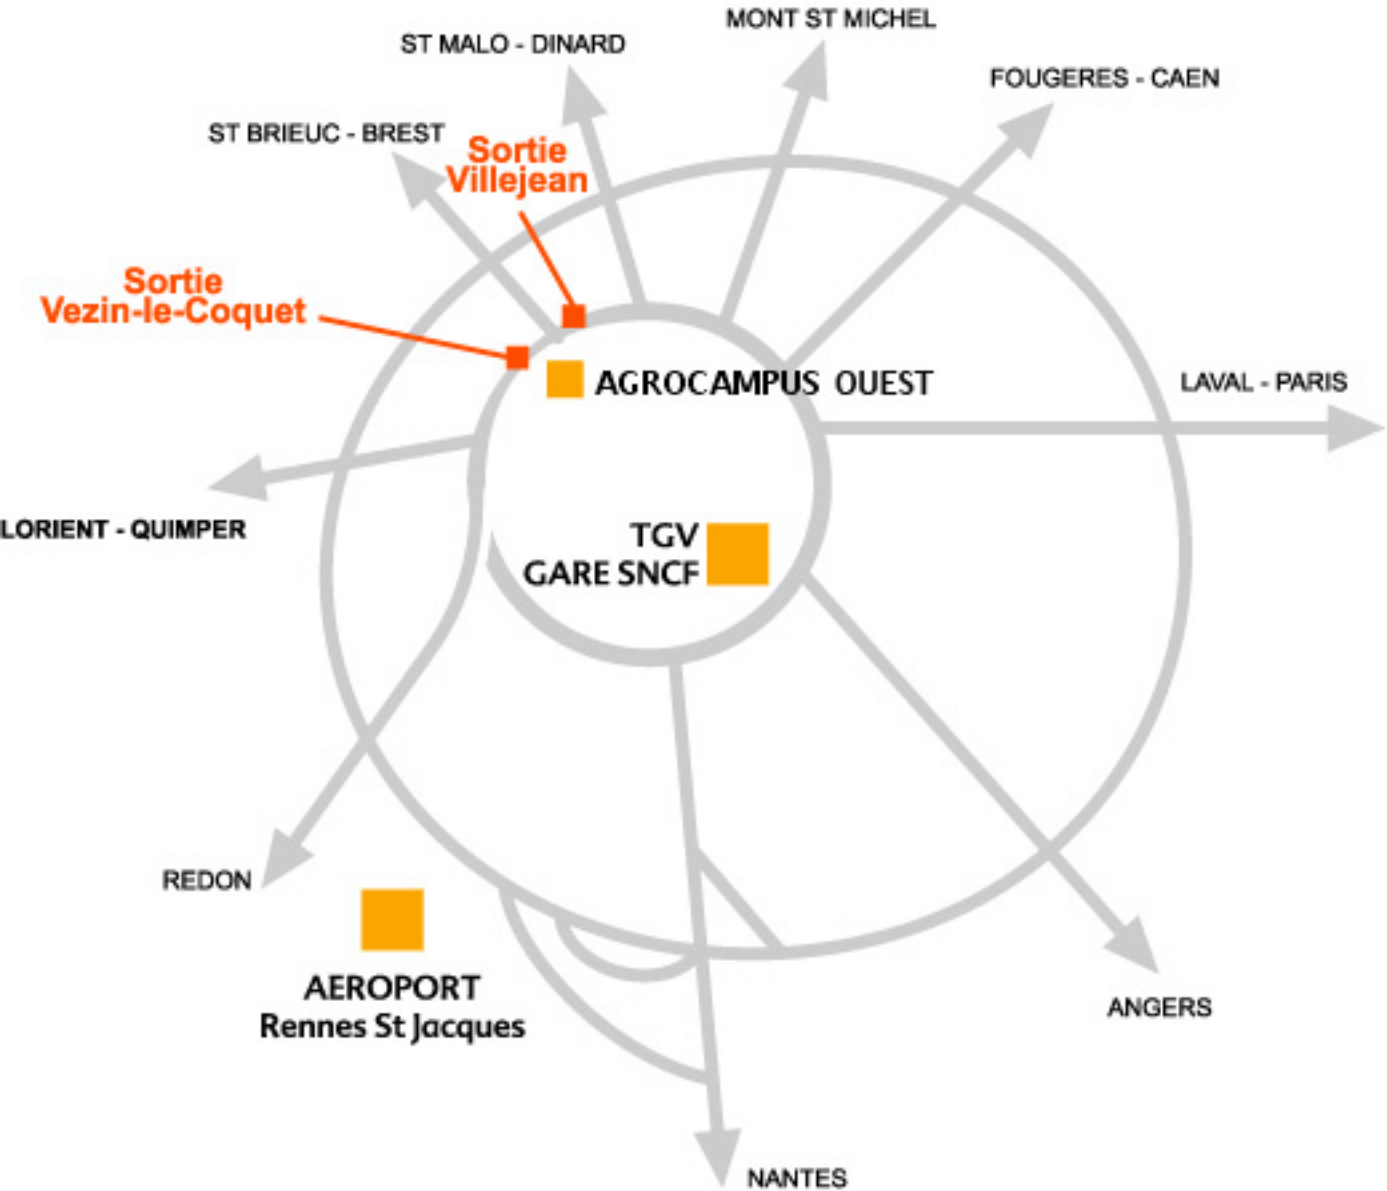 MONT ST MICHEL
ST MALO - DINARD
FOUGERES - CAEN
ST BRIEUC - BREST
Sortie
Villejean
Sortie
Vezin-le-Coquet
AGROCAMPUS OUEST
LAVAL - PARIS
LORIENT - QUIMPER
TGV
GARE SNCF
REDON
AEROPORT
Rennes St Jacques
ANGERS
NANTES